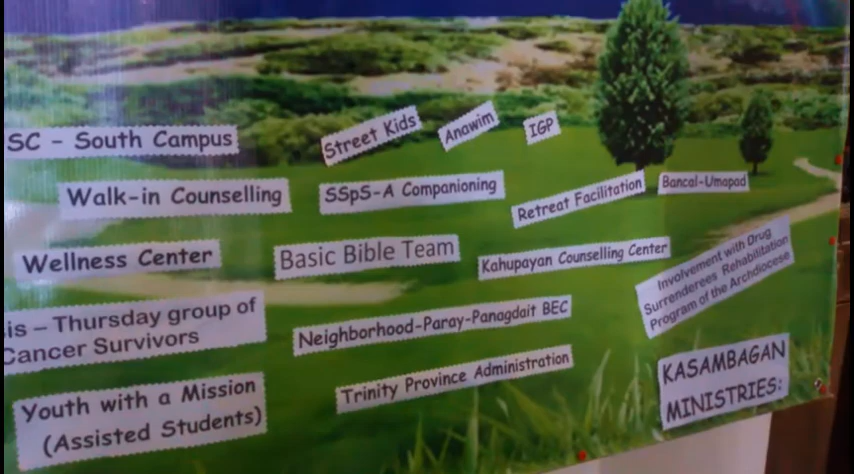 SC – South Campus
Street Kids
Anawim
IGP
Walk-in Counselling
SSpS-A Companioning
Retreat Facilitation
Bancal-Umapad
Wellness Center
Basic Bible Team
Kahupayan Counselling Center
Involvement with Drug
Surrenderees Rehabilitation
Program of the Archdiocese
is – Thursday group of
Cancer Survivors
Neighborhood-Paray-Panagdait BEC
Youth with a Mission
(Assisted Students)
Trinity Province Administration
KASAMBAGAN
MINISTRIES: